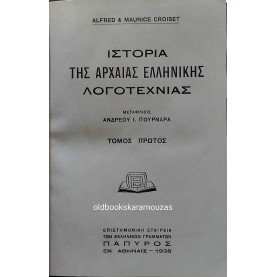 ALFRED & MAURICE CROISET
ΙΣΤΟΡΙΑ
ΤΗΣ ΑΡΧΑΙΑΣ ΕΛΛΗΝΙΚΗΣ
ΛΟΓΟΤΕΧΝΙΑΣ
ΜΕΤΑΦΡΑΣΙΣ
ΑΝΔΡΕΟΥ Ι. ΠΟΥΡΝΑΡΑ
ΤΟΜΟΣ ΠΡΩΤΟΣ
oldbookskaramouzas
ΕΠΙΣΤΗΜΟΝΙΚΗ ΕΤΑΙΡΕΙΑ
ΤΩΝ ΕΛΛΗΝΙΚΩΝ ΓΡΑΜΜΑΤΩΝ
ΠΑΠΥΡΟΣ
ΕΝ ΑΘΗΝΑΙΣ - 1938